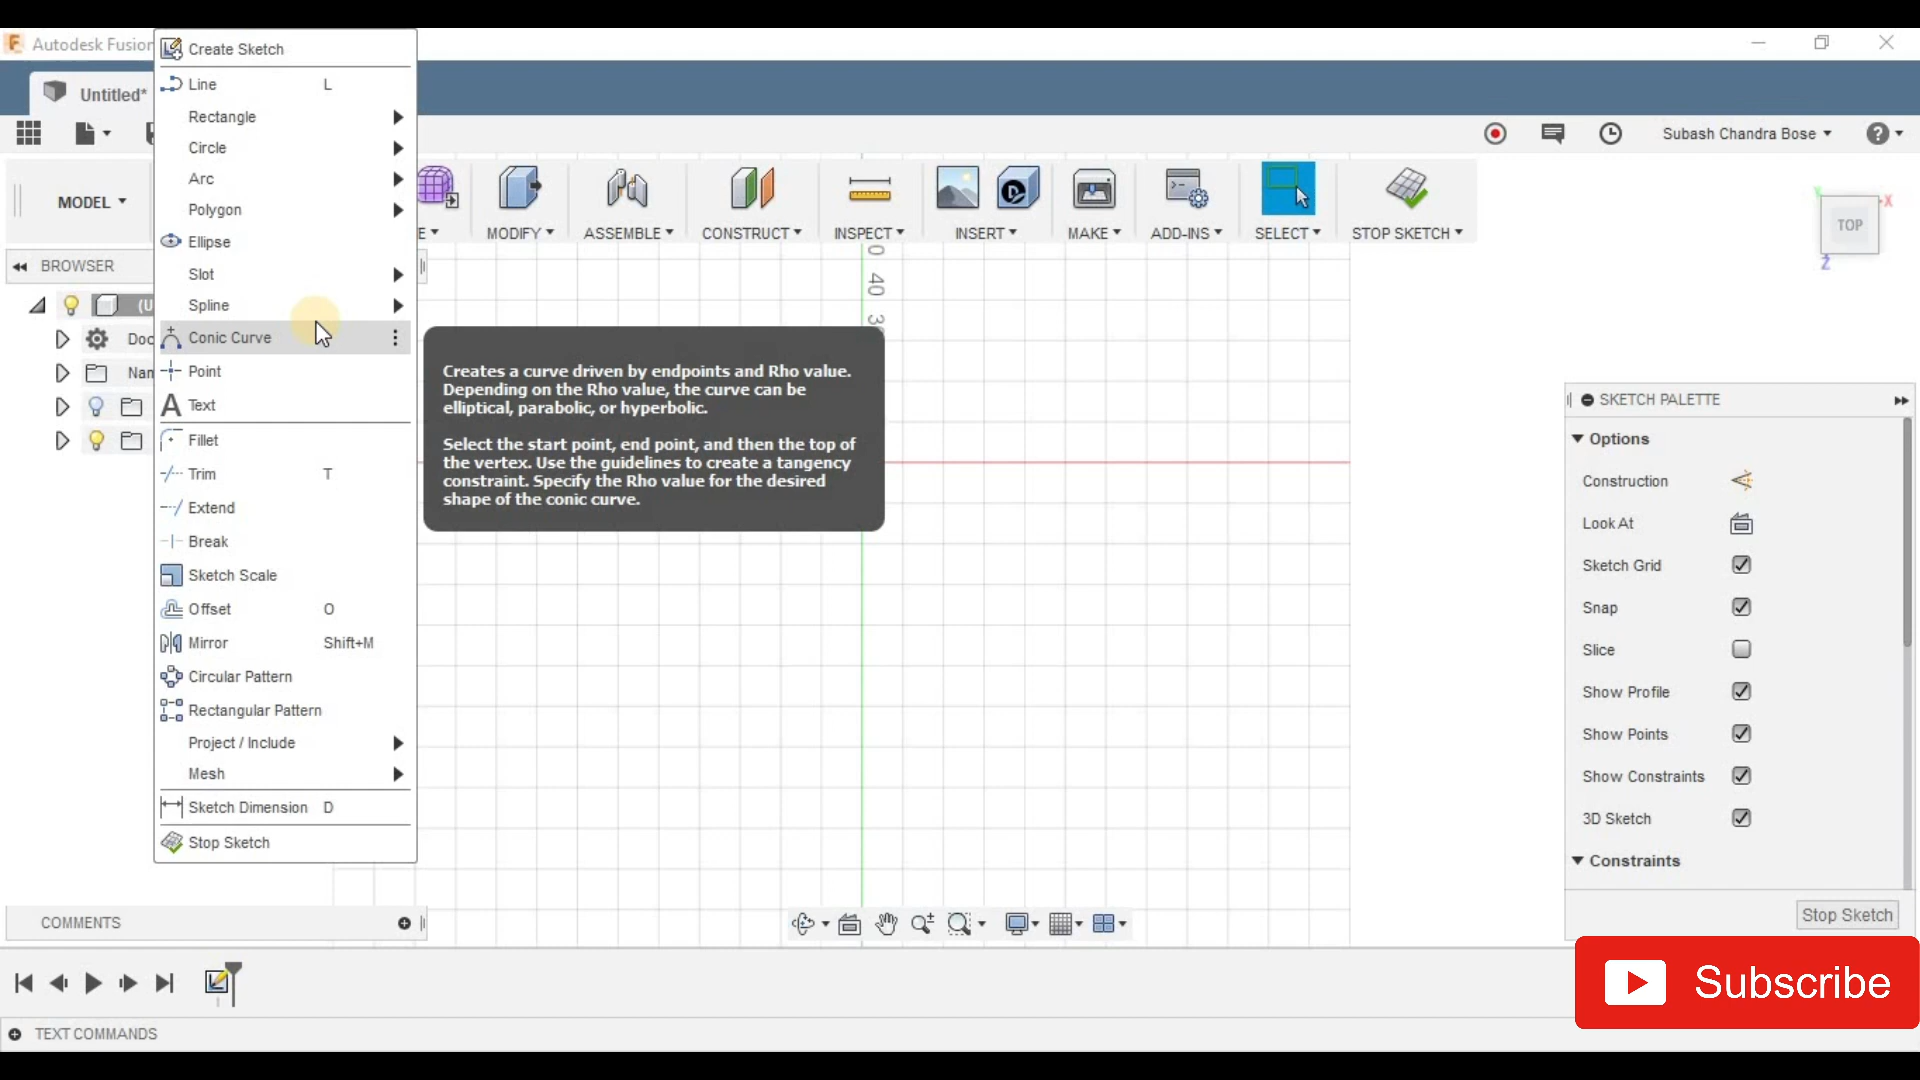 Autodesk Fusion
Untitled*
Create Sketch
Line L
Rectangle
Circle
Arc
Polygon
Ellipse
Slot
Spline
Conic Curve
Point
Text
Fillet
Trim T
Extend
Break
Sketch Scale
Offset O
Mirror Shift+M
Circular Pattern
Rectangular Pattern
Project / Include
Mesh
Sketch Dimension D
Stop Sketch
Subash Chandra Bose
MODEL
MODIFY
ASSEMBLE
CONSTRUCT
INSPECT
INSERT
MAKE
ADD-INS
SELECT
STOP SKETCH
BROWSER
(U
Doc
Nan
40
TOP
X
Y
Z
Creates a curve driven by endpoints and Rho value.
Depending on the Rho value, the curve can be
elliptical, parabolic, or hyperbolic.
Select the start point, end point, and then the top of
the vertex. Use the guidelines to create a tangency
constraint. Specify the Rho value for the desired
shape of the conic curve.
SKETCH PALETTE
Options
Construction
Look At
Sketch Grid
Snap
Slice
Show Profile
Show Points
Show Constraints
3D Sketch
Constraints
Stop Sketch
COMMENTS
Subscribe
TEXT COMMANDS